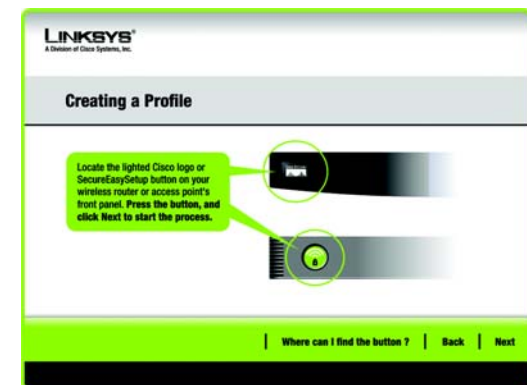 LINKSYS®
A Division of Cisco Systems, Inc.
Creating a Profile
Locate the lighted Cisco logo or
SecureEasySetup button on your
wireless router or access point's
front panel. Press the button, and
click Next to start the process.
Where can I find the button ? | Back | Next